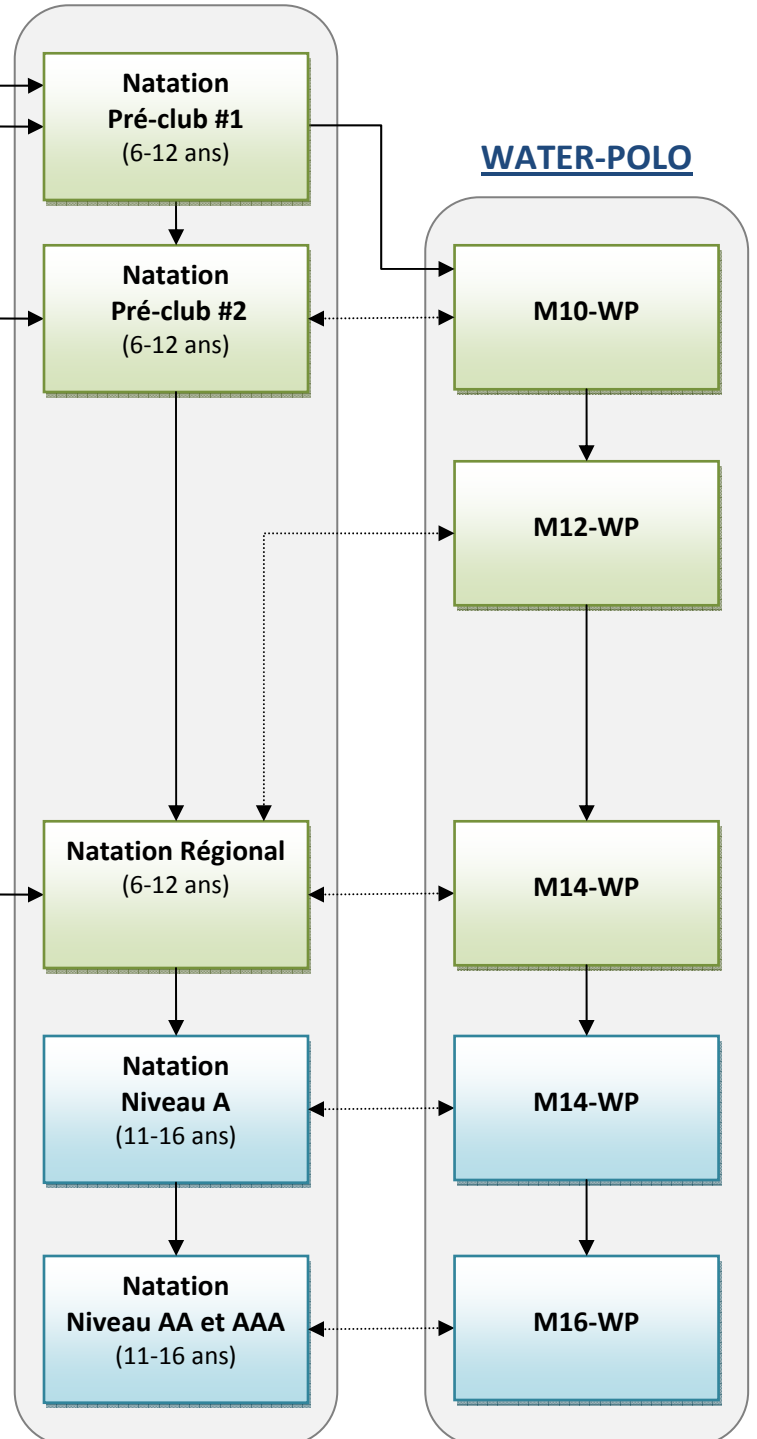 Natation
Pré-club #1
(6-12 ans)
Natation
Pré-club #2
(6-12 ans)
Natation Régional
(6-12 ans)
Natation
Niveau A
(11-16 ans)
Natation
Niveau AA et AAA
(11-16 ans)
WATER-POLO
M10-WP
M12-WP
M14-WP
M14-WP
M16-WP